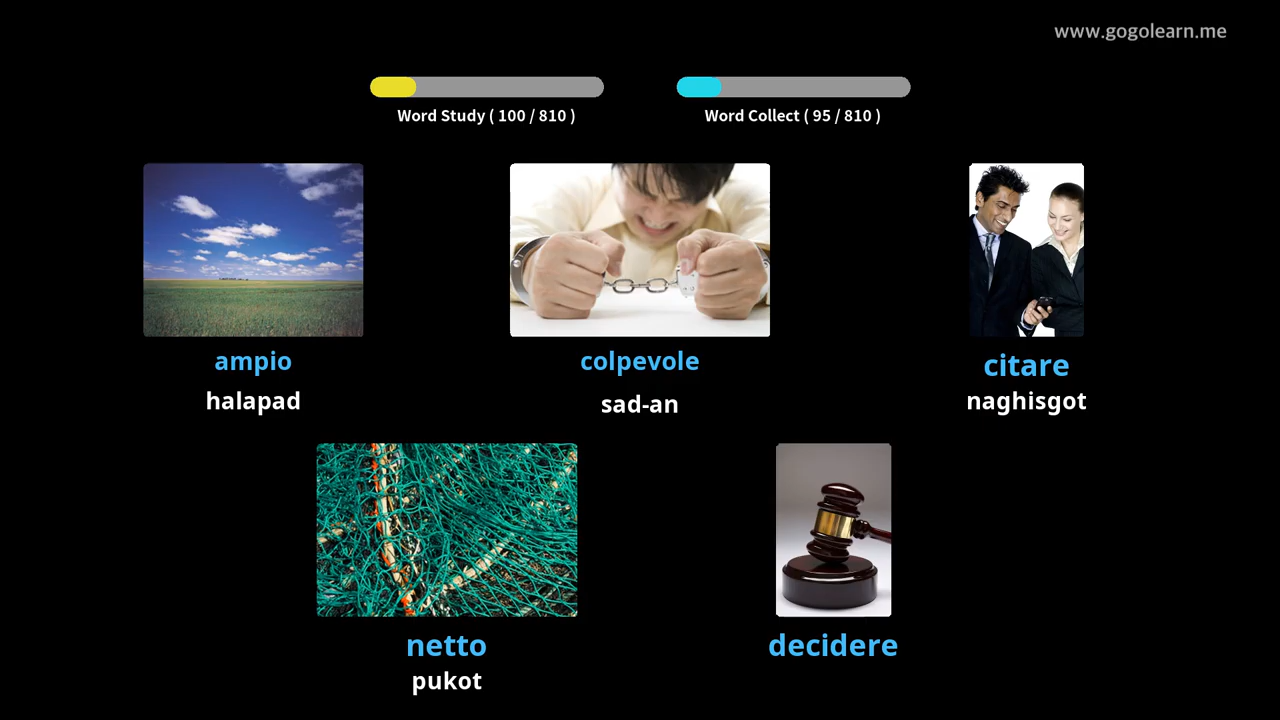 www.gogolearn.me
Word Study ( 100 / 810 )
Word Collect ( 95 / 810 )
ampio
halapad
colpevole
sad-an
citare
naghisgot
netto
pukot
decidere